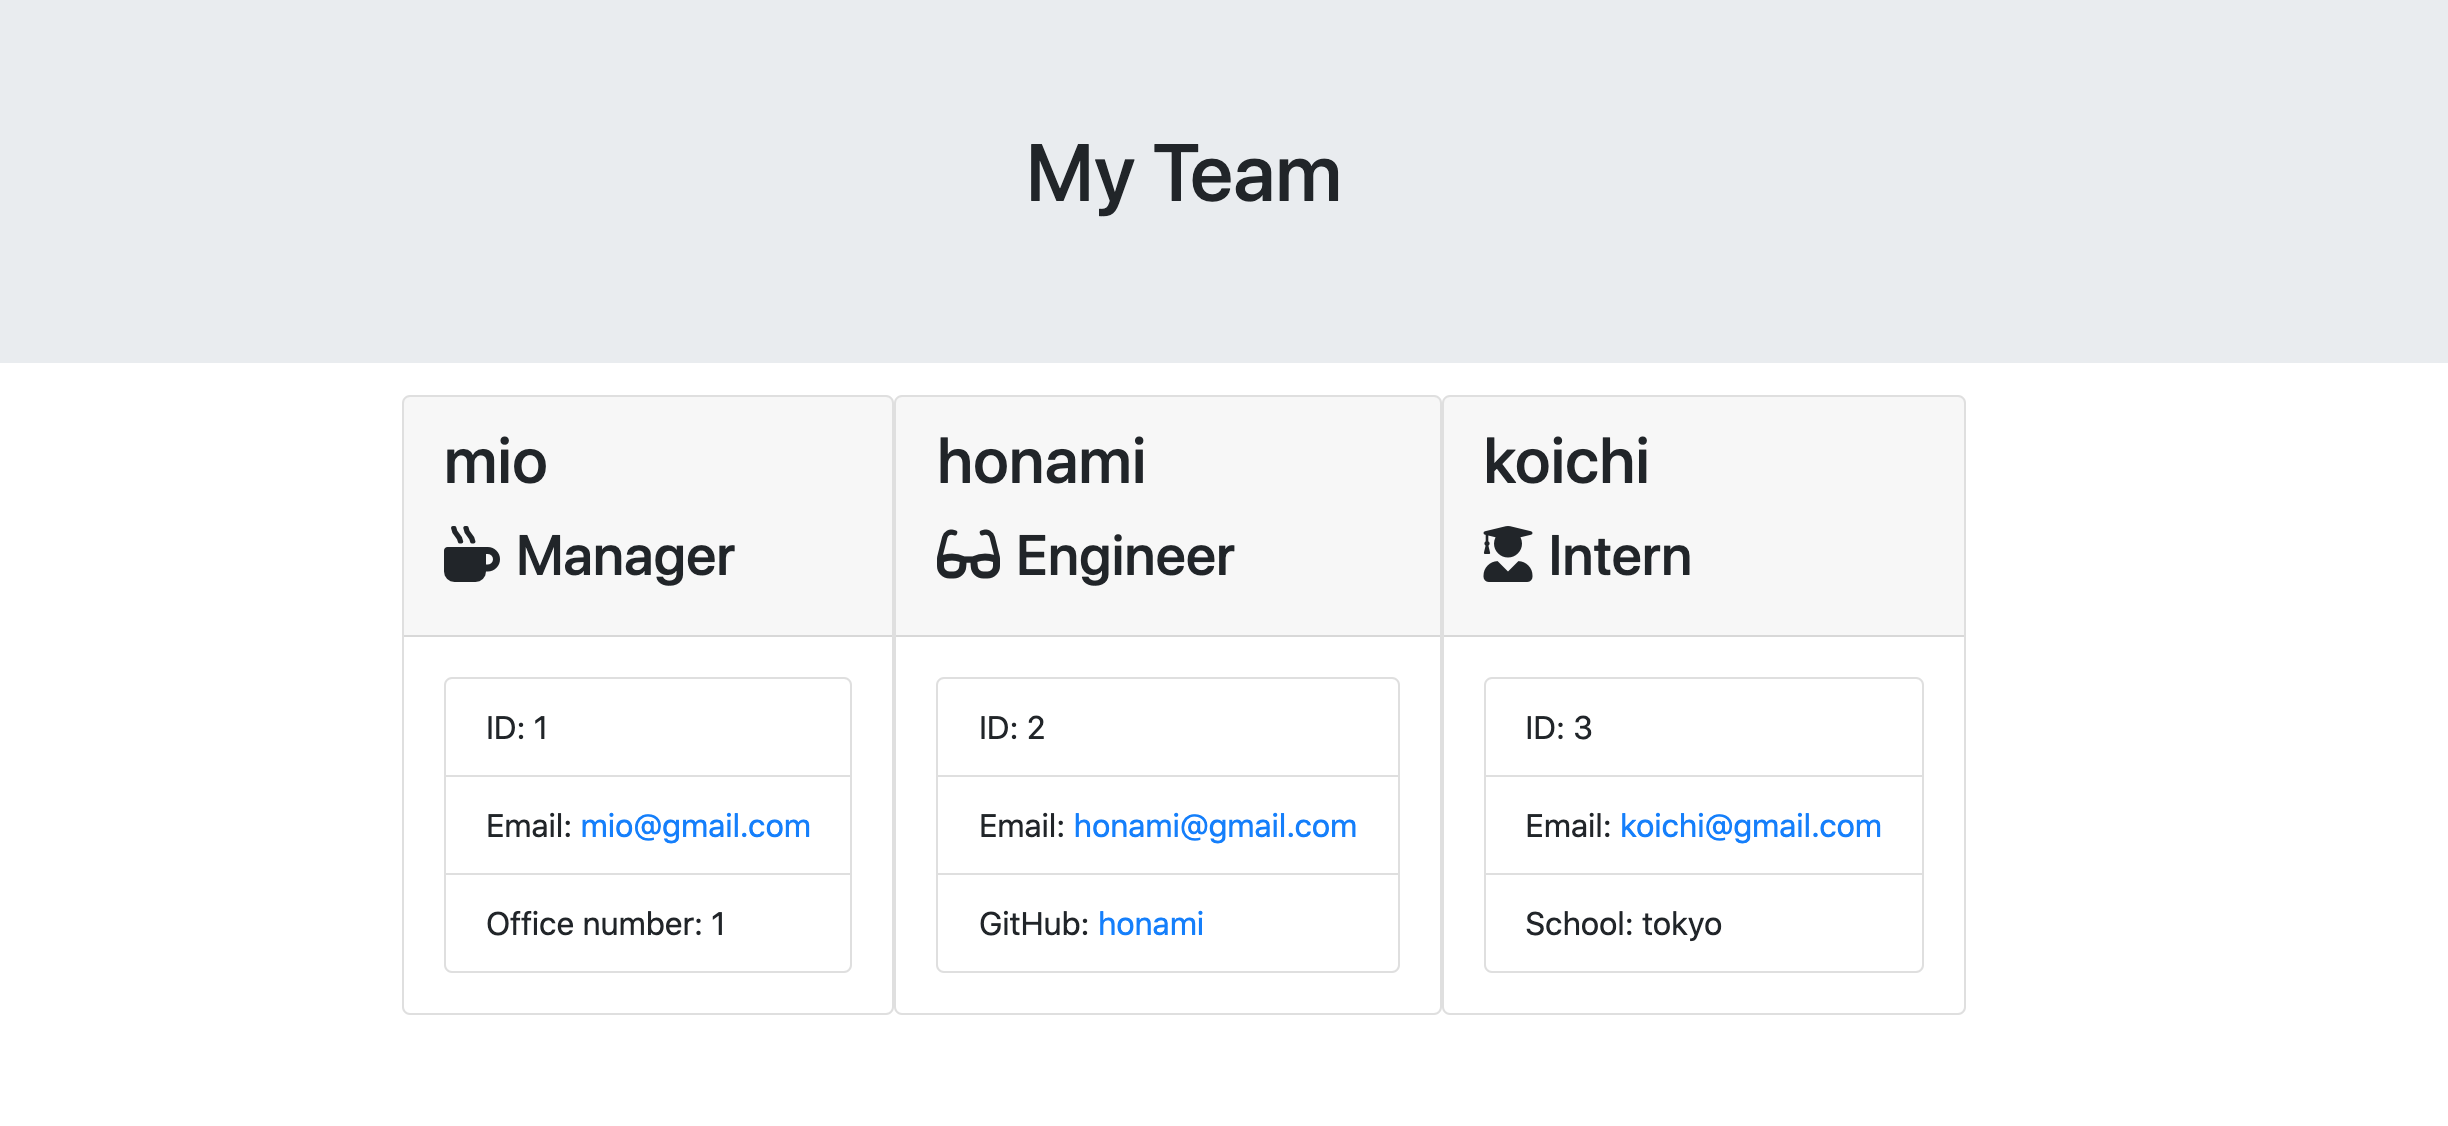 My Team
mio
Manager
ID: 1
Email: mio@gmail.com
Office number: 1
honami
Engineer
ID: 2
Email: honami@gmail.com
GitHub: honami
koichi
Intern
ID: 3
Email: koichi@gmail.com
School: tokyo